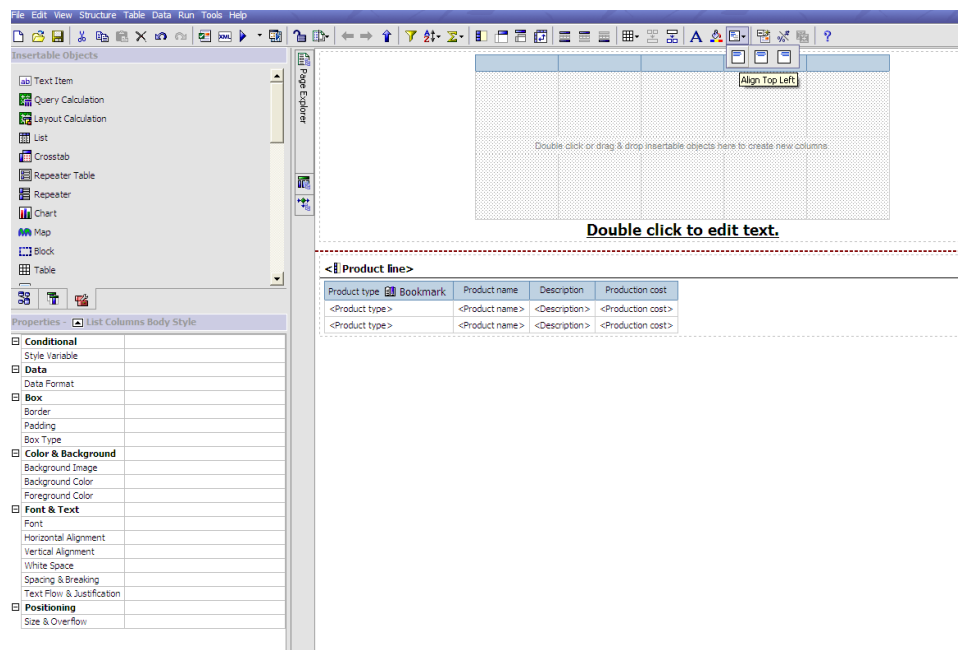 File Edit View Structure Table Data Run Tools Help
Insertable Objects
ab Text Item
Query Calculation
Layout Calculation
List
Crosstab
Repeater Table
Repeater
Chart
Map
Block
Table
Properties - List Columns Body Style
Conditional
Style Variable
Data
Data Format
Box
Border
Padding
Box Type
Color & Background
Background Image
Background Color
Foreground Color
Font & Text
Font
Horizontal Alignment
Vertical Alignment
White Space
Spacing & Breaking
Text Flow & Justification
Positioning
Size & Overflow
Page Explorer
Align Top Left
Double click or drag & drop insertable objects here to create new columns.
Double click to edit text.
<Product line>
Product type Bookmark Product name Description Production cost
<Product type> <Product name> <Description> <Production cost>
<Product type> <Product name> <Description> <Production cost>